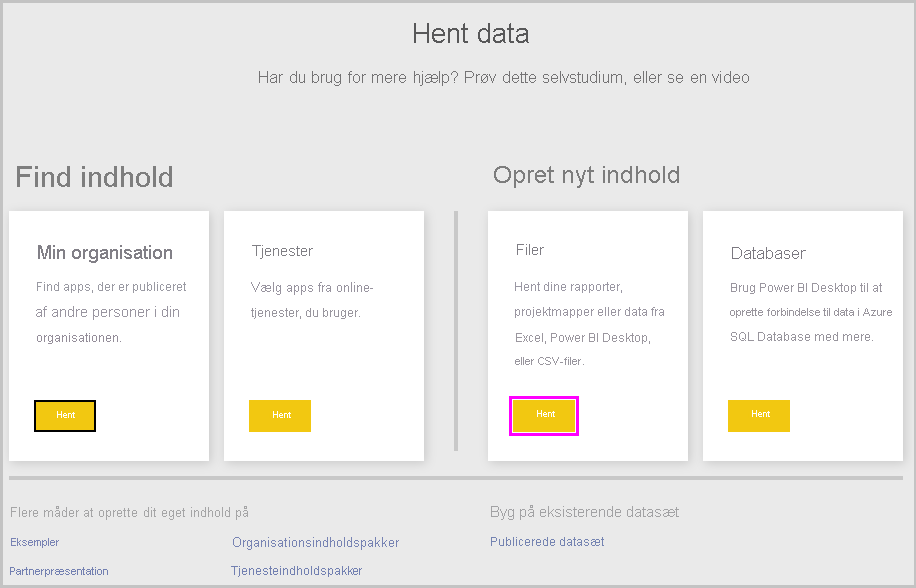 Hent data
Har du brug for mere hjælp? Prøv dette selvstudium, eller se en video
Find indhold
Min organisation
Find apps, der er publiceret
af andre personer i din
organisationen.
Hent
Tjenester
Vælg apps fra online-
tjenester, du bruger.
Hent
Opret nyt indhold
Filer
Hent dine rapporter,
projektmapper eller data fra
Excel, Power BI Desktop,
eller CSV-filer.
Hent
Databaser
Brug Power BI Desktop til at
oprette forbindelse til data i Azure
SQL Database med mere.
Hent
Flere måder at oprette dit eget indhold på
Eksempler
Organisationsindholdspakker
Partnerpræsentation
Tjenesteindholdspakker
Byg på eksisterende datasæt
Publicerede datasæt